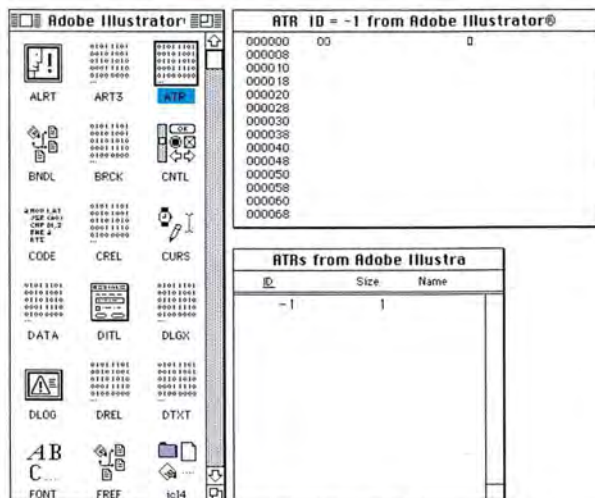 Adobe Illustrator
ALRT
ART3
ATR
BNDL
BRCK
OK
CNTL
CODE
CREL
CURS
DATA
DITL
DLGX
DLOG
DREL
DTXT
AB
C....
FONT
FREF
icl4
ATR ID = -1 from Adobe Illustrator®
000000 00
000008
000010
000018
000020
000028
000030
000038
000040
000048
000050
000058
000060
000068
ATRs from Adobe Illustra
ID Size Name
-1 1